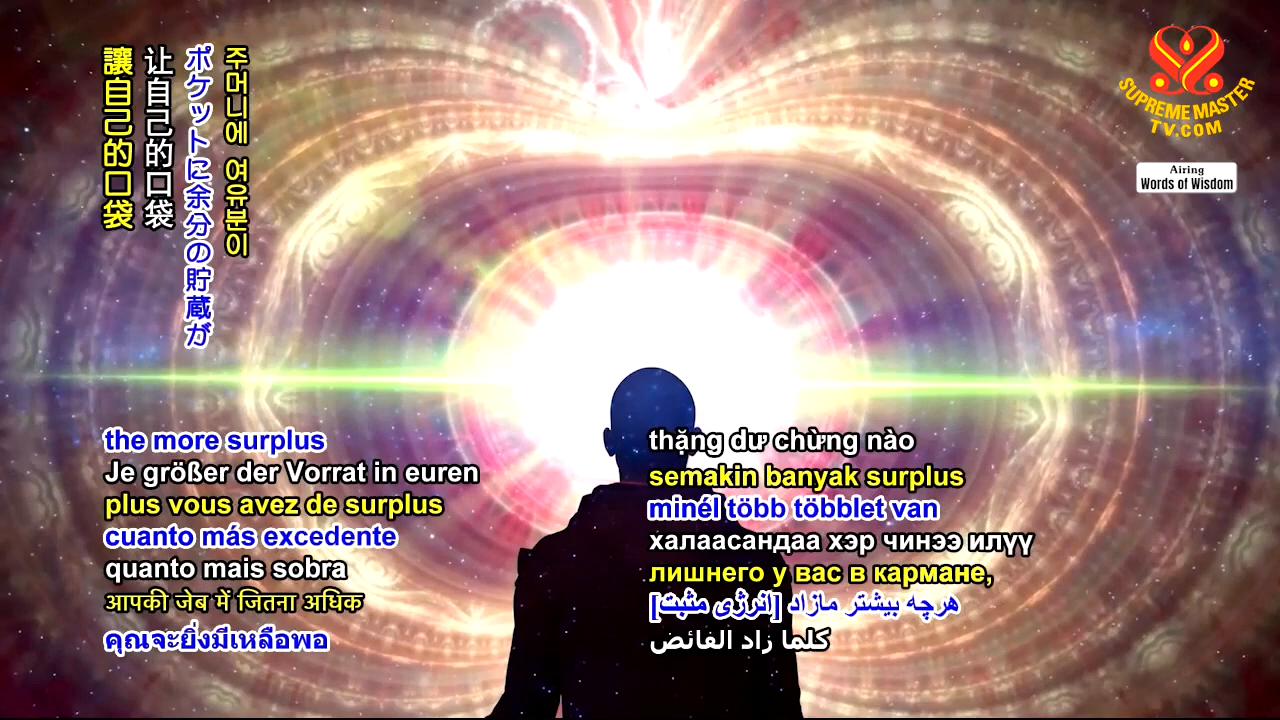 讓自己的口袋
让自己的口袋
ポケットに余分の貯蔵が
주머니에 여유분이
SUPREME MASTER
TV.COM
Airing
Words of Wisdom
the more surplus
Je größer der Vorrat in euren
plus vous avez de surplus
cuanto más excedente
quanto mais sobra
आपकी जेब में जितना अधिक
คุณจะยิ่งมีเหลือพอ
thặng dư chừng nào
semakin banyak surplus
minél több többlet van
халаасандаа хэр чинээ илүү
лишнего у вас в кармане,
هرچه بیشتر مازاد [انرژی مثبت]
كلما زاد الفائض